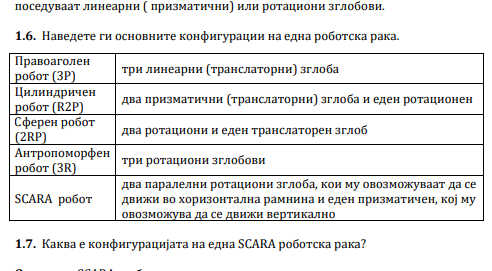 поседуваат линеарни ( призматични) или ротациони зглобови.
1.6. Наведете ги основните конфигурации на една роботска рака.
Правоаголен робот (3P)
три линеарни (транслаторни) зглоба
Цилиндричен робот (R2P)
два призматични (транслаторни) зглоба и еден ротационен
Сферен робот (2RP)
два ротациони и еден транслаторен зглоб
Антропоморфен робот (3R)
три ротациони зглобови
SCARA робот
два паралелни ротациони зглоба, кои му овозможуваат да се
движи во хоризонтална рамнина и еден призматичен, кој му
овозможува да се движи вертикално
1.7. Каква е конфигурацијата на една SCARA роботска рака?